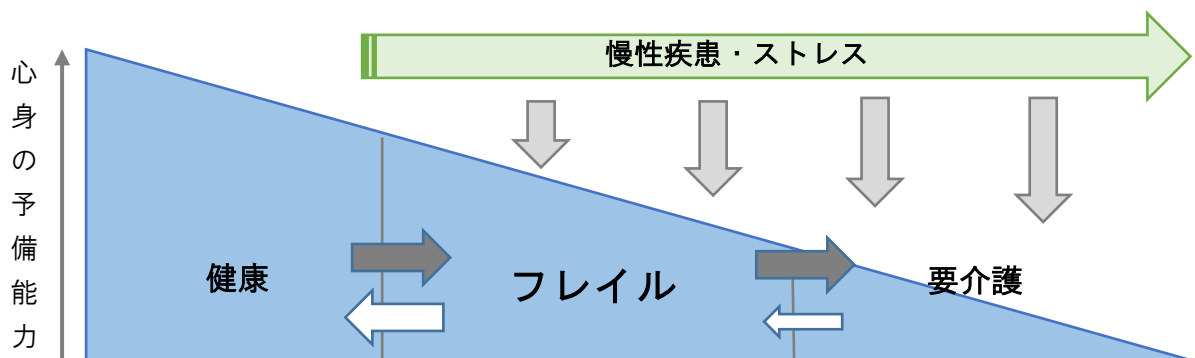 慢性疾患・ストレス
心身の予備能力
健康
フレイル
要介護